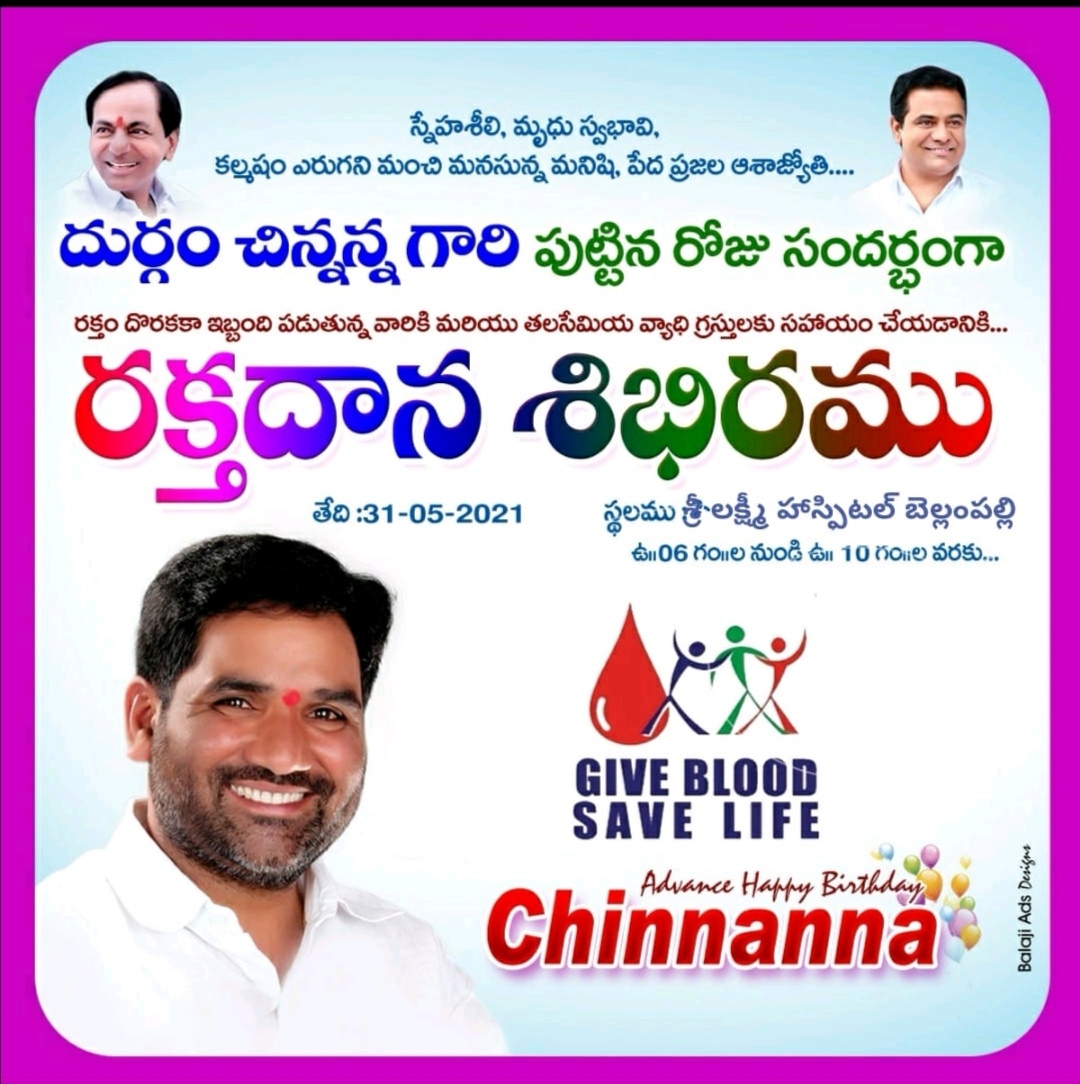 స్నేహశీలి, మృధు స్వభావి,
కల్మషం ఎరుగని మంచి మనసున్న మనిషి, పేద ప్రజల ఆశాజ్యోతి....
దుర్గం చిన్నన్న గారి పుట్టిన రోజు సందర్భంగా
రక్తం దొరకకా ఇబ్బంది పడుతున్న వారికి మరియు తలసేమియ వ్యాధి గ్రస్తులకు సహాయం చేయడానికి...
రక్తదాన శిభిరము
తేది :31-05-2021
స్థలము శ్రీలక్ష్మీ హాస్పిటల్ బెల్లంపల్లి
ఉ॥06 గం॥ల నుండి ఉ॥ 10 గం॥ల వరకు...
GIVE BLOOD
SAVE LIFE
Advance Happy Birthday
Chinnanna
Balaji Ads Designs